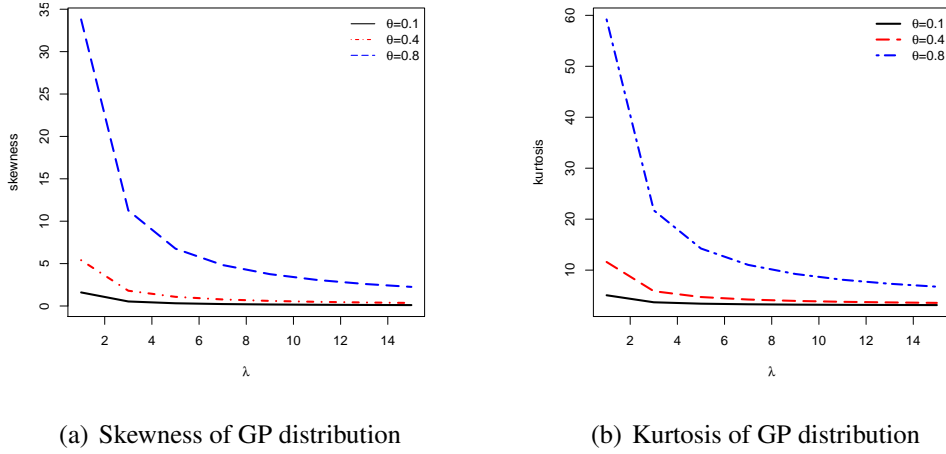 35
30
25
20
15
10
5
0
skewness
θ=0.1
θ=0.4
θ=0.8
2 4 6 8 10 12 14
λ
(a) Skewness of GP distribution
60
50
40
30
20
10
kurtosis
θ=0.1
θ=0.4
θ=0.8
2 4 6 8 10 12 14
λ
(b) Kurtosis of GP distribution